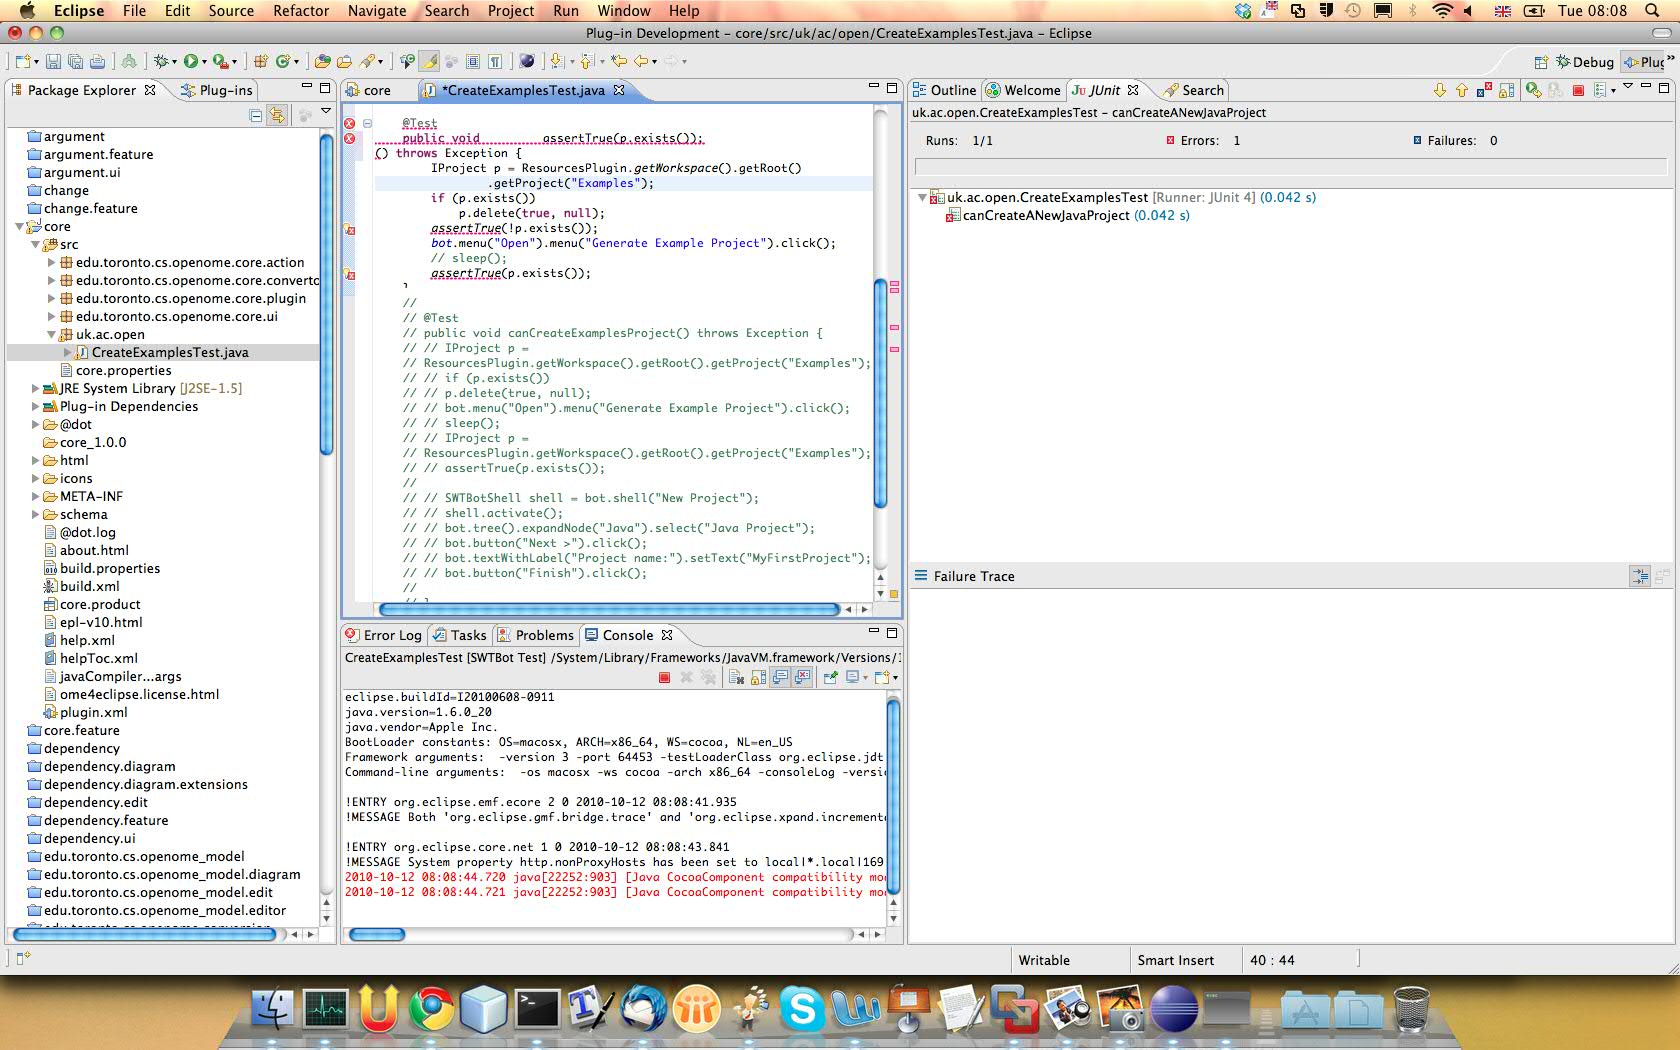 Eclipse File Edit Source Refactor Navigate Search Project Run Window Help Tue 08:08
Plug-in Development - core/src/uk/ac/open/CreateExamplesTest.java - Eclipse
Debug Plug
Package Explorer Plug-ins
argument
argument.feature
argument.ui
change
change.feature
core
src
edu.toronto.cs.openome.core.action
edu.toronto.cs.openome.core.converto
edu.toronto.cs.openome.core.plugin
edu.toronto.cs.openome.core.ui
uk.ac.open
CreateExamplesTest.java
core.properties
JRE System Library [J2SE-1.5]
Plug-in Dependencies
@dot
core_1.0.0
html
icons
META-INF
schema
@dot.log
about.html
build.properties
build.xml
core.product
epl-v10.html
help.xml
helpToc.xml
javaCompiler...args
ome4eclipse.license.html
plugin.xml
core.feature
dependency
dependency.diagram
dependency.diagram.extensions
dependency.edit
dependency.feature
dependency.ui
edu.toronto.cs.openome_model
edu.toronto.cs.openome_model.diagram
edu.toronto.cs.openome_model.edit
edu.toronto.cs.openome_model.editor
core *CreateExamplesTest.java
@Test
public void assertTrue(p.exists());
() throws Exception {
IProject p = ResourcesPlugin.getWorkspace().getRoot()
.getProject("Examples");
if (p.exists())
p.delete(true, null);
assertTrue(!p.exists());
bot.menu("Open").menu("Generate Example Project").click();
// sleep();
assertTrue(p.exists());
}
//
// @Test
// public void canCreateExamplesProject() throws Exception {
// // IProject p =
// ResourcesPlugin.getWorkspace().getRoot().getProject("Examples");
// // if (p.exists())
// // p.delete(true, null);
// // bot.menu("Open").menu("Generate Example Project").click();
// // sleep();
// // IProject p =
// ResourcesPlugin.getWorkspace().getRoot().getProject("Examples");
// // assertTrue(p.exists());
//
// // SWTBotShell shell = bot.shell("New Project");
// // shell.activate();
// // bot.tree().expandNode("Java").select("Java Project");
// // bot.button("Next >").click();
// // bot.textWithLabel("Project name:").setText("MyFirstProject");
// // bot.button("Finish").click();
//
Error Log Tasks Problems Console
CreateExamplesTest [SWTBot Test] /System/Library/Frameworks/JavaVM.framework/Versions/1
eclipse.buildId=I20100608-0911
java.version=1.6.0_20
java.vendor=Apple Inc.
BootLoader constants: OS=macosx, ARCH=x86_64, WS=cocoa, NL=en_US
Framework arguments: -version 3 -port 64453 -testLoaderClass org.eclipse.jdt
Command-line arguments: -os macosx -ws cocoa -arch x86_64 -consoleLog -versi
!ENTRY org.eclipse.emf.ecore 2 0 2010-10-12 08:08:41.935
!MESSAGE Both 'org.eclipse.gmf.bridge.trace' and 'org.eclipse.xpand.increment
!ENTRY org.eclipse.core.net 1 0 2010-10-12 08:08:43.841
!MESSAGE System property http.nonProxyHosts has been set to local|*.local|169
2010-10-12 08:08:44.720 java[22252:903] [Java CocoaComponent compatibility mo
2010-10-12 08:08:44.721 java[22252:903] [Java CocoaComponent compatibility mo
Outline Welcome JUnit Search
uk.ac.open.CreateExamplesTest - canCreateANewJavaProject
Runs: 1/1 Errors: 1 Failures: 0
uk.ac.open.CreateExamplesTest [Runner: JUnit 4] (0.042 s)
canCreateANewJavaProject (0.042 s)
Failure Trace
Writable Smart Insert 40 : 44